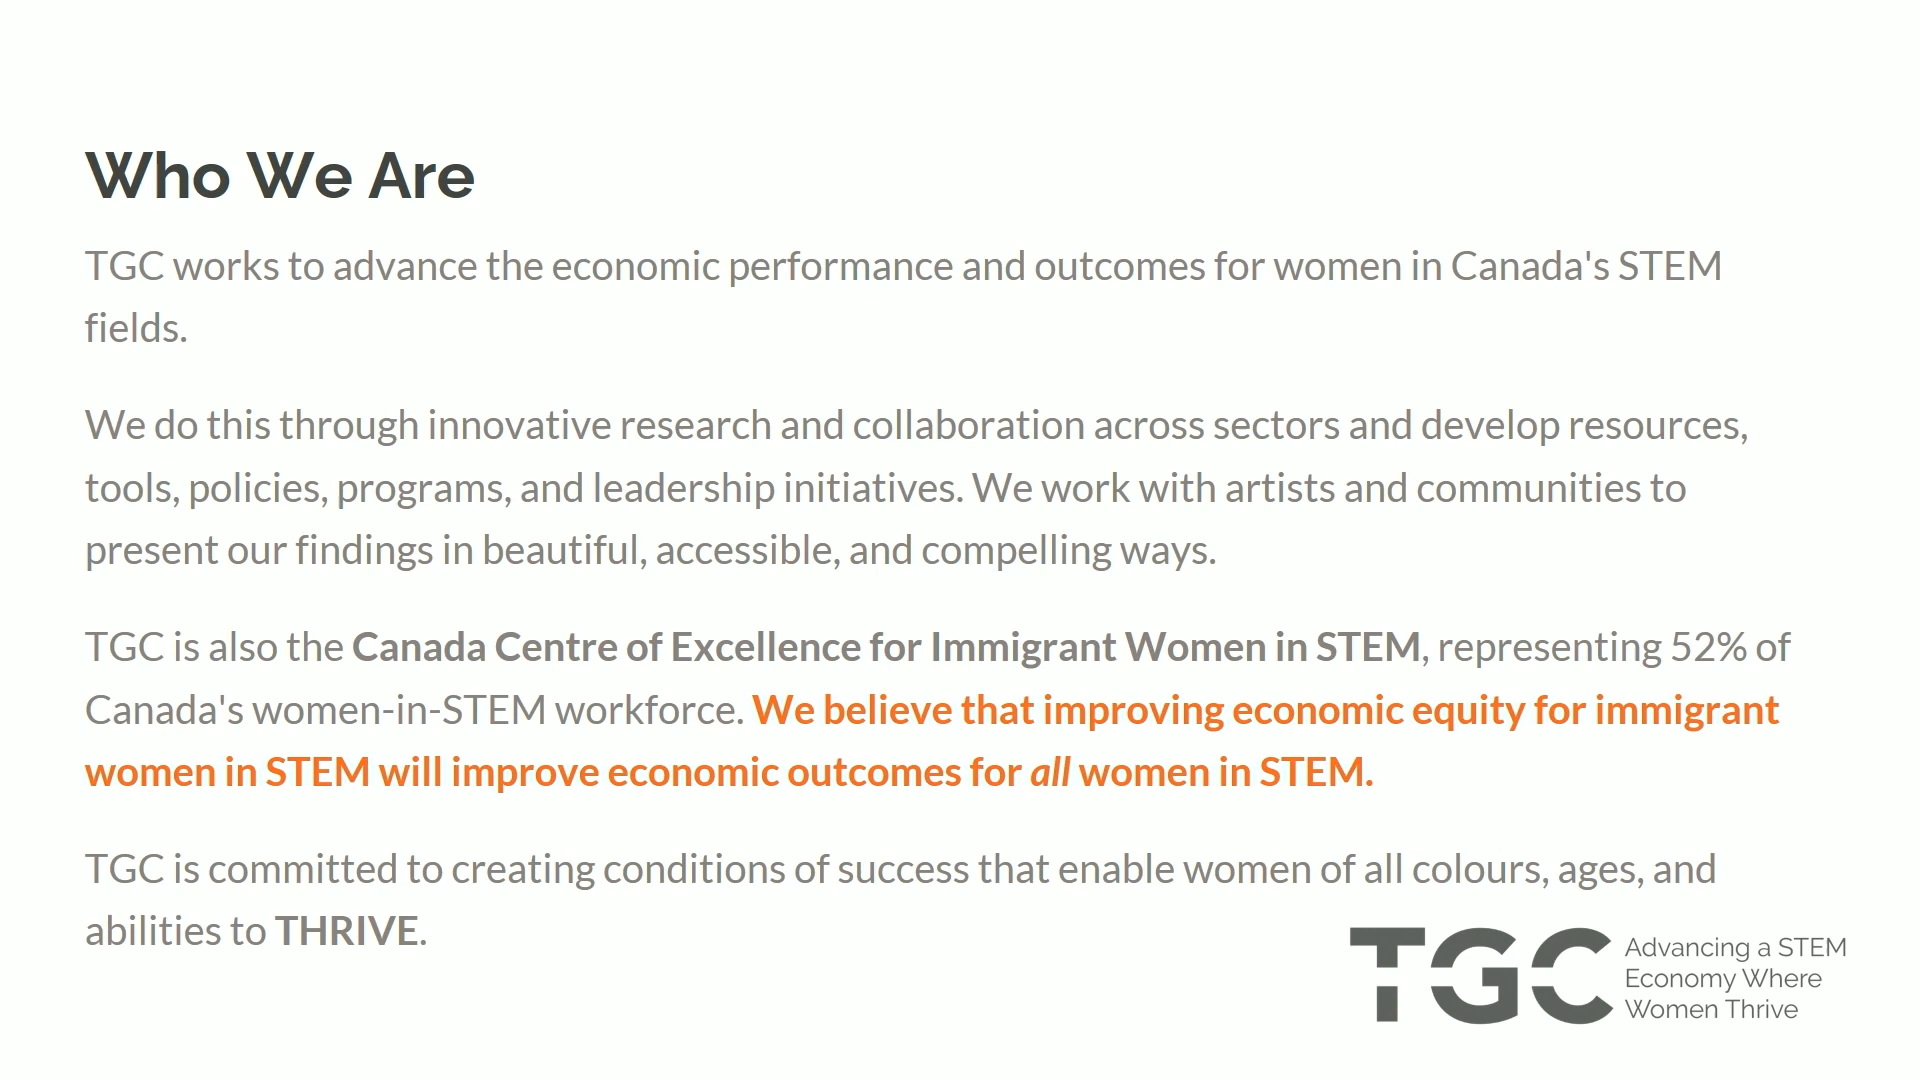 Who We Are
TGC works to advance the economic performance and outcomes for women in Canada's STEM
fields.
We do this through innovative research and collaboration across sectors and develop resources,
tools, policies, programs, and leadership initiatives. We work with artists and communities to
present our findings in beautiful, accessible, and compelling ways.
TGC is also the Canada Centre of Excellence for Immigrant Women in STEM, representing 52% of
Canada's women-in-STEM workforce. We believe that improving economic equity for immigrant
women in STEM will improve economic outcomes for all women in STEM.
TGC is committed to creating conditions of success that enable women of all colours, ages, and
abilities to THRIVE.
TGC
Advancing a STEM
Economy Where
Women Thrive